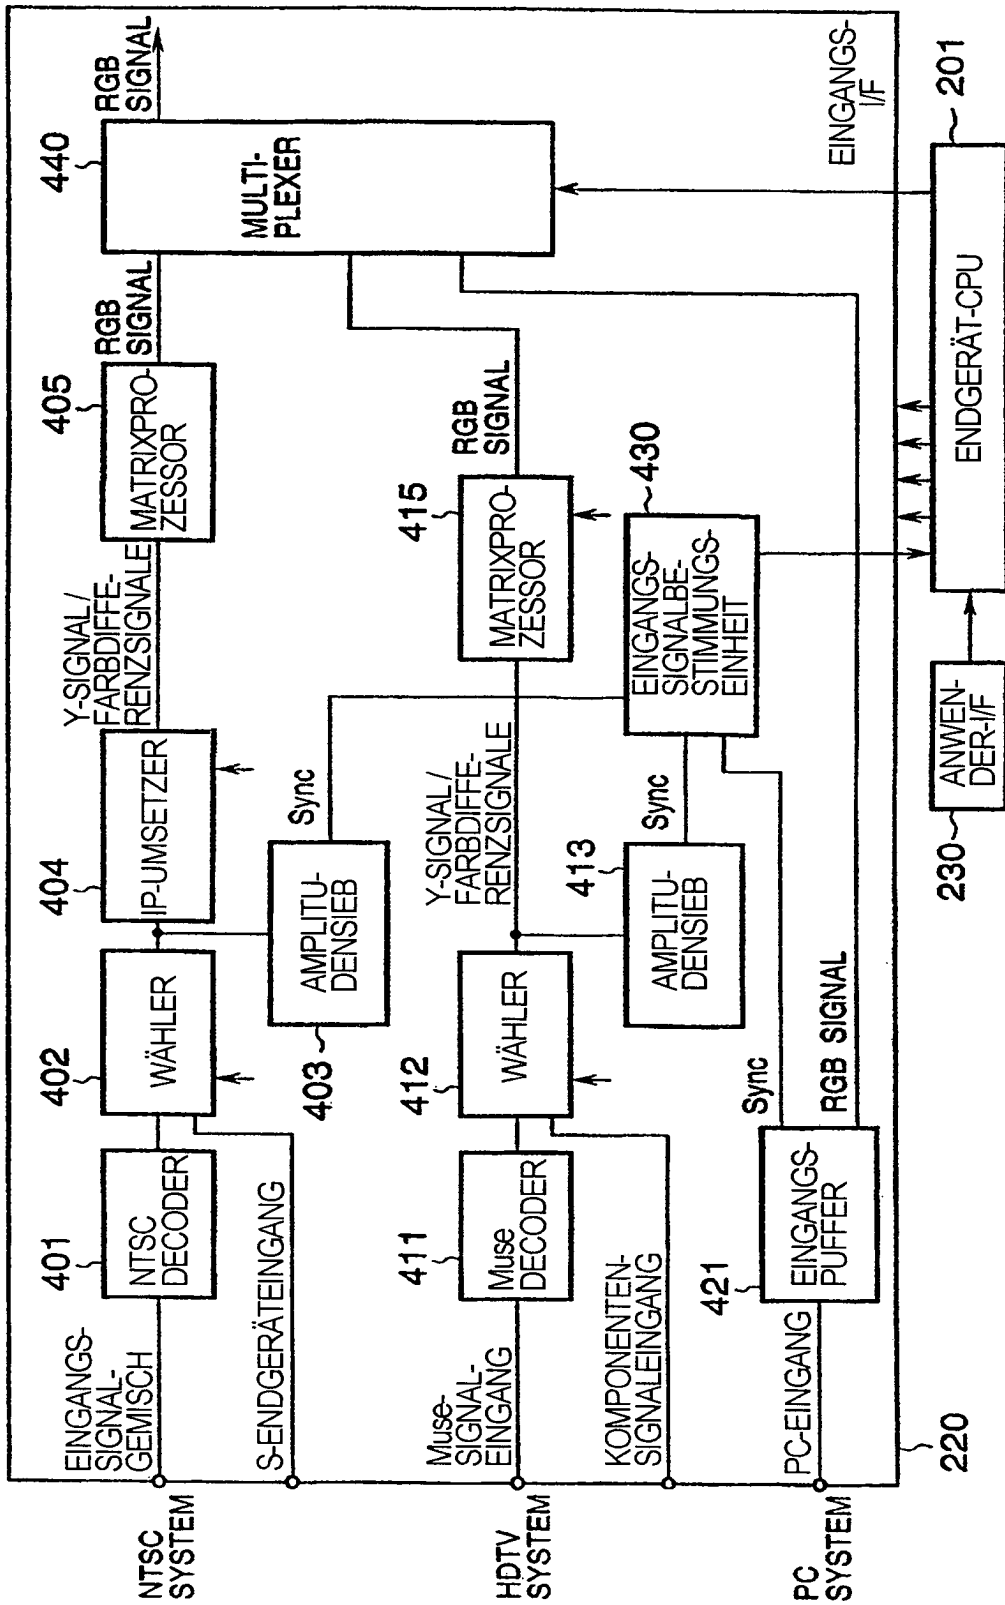 NTSC
SYSTEM
EINGANGS-
SIGNAL-
GEMISCH
401
NTSC
DECODER
402
WÄHLER
404
IP-UMSETZER
Y-SIGNAL/
FARBDIFFE-
RENZSIGNALE
405
MATRIXPRO-
ZESSOR
RGB
SIGNAL
440
MULTI-
PLEXER
RGB
SIGNAL
S-ENDGERÄTEINGANG
403
AMPLITU-
DENSIEB
Sync
HDTV
SYSTEM
Muse-
SIGNAL-
EINGANG
411
Muse
DECODER
412
WÄHLER
Y-SIGNAL/
FARBDIFFE-
RENZSIGNALE
415
MATRIXPRO-
ZESSOR
RGB
SIGNAL
KOMPONENTEN-
SIGNALEINGANG
413
AMPLITU-
DENSIEB
Sync
430
EINGANGS-
SIGNALBE-
STIMMUNGS-
EINHEIT
PC
SYSTEM
PC-EINGANG
421
EINGANGS-
PUFFER
Sync
RGB SIGNAL
EINGANGS-
I/F
220
230
ANWEN-
DER-I/F
ENDGERÄT-CPU
201